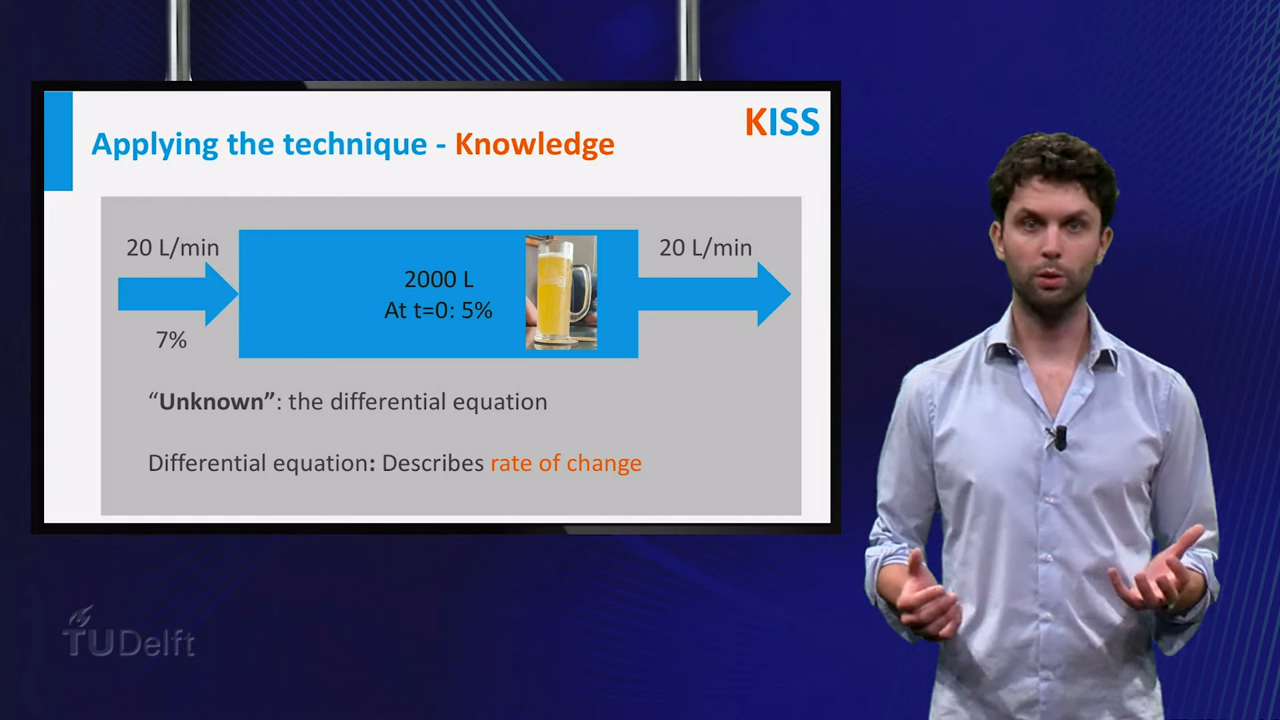 KISS
Applying the technique - Knowledge
20 L/min
20 L/min
2000 L
At t=0: 5%
7%
“Unknown”: the differential equation
Differential equation: Describes rate of change
TUDelft